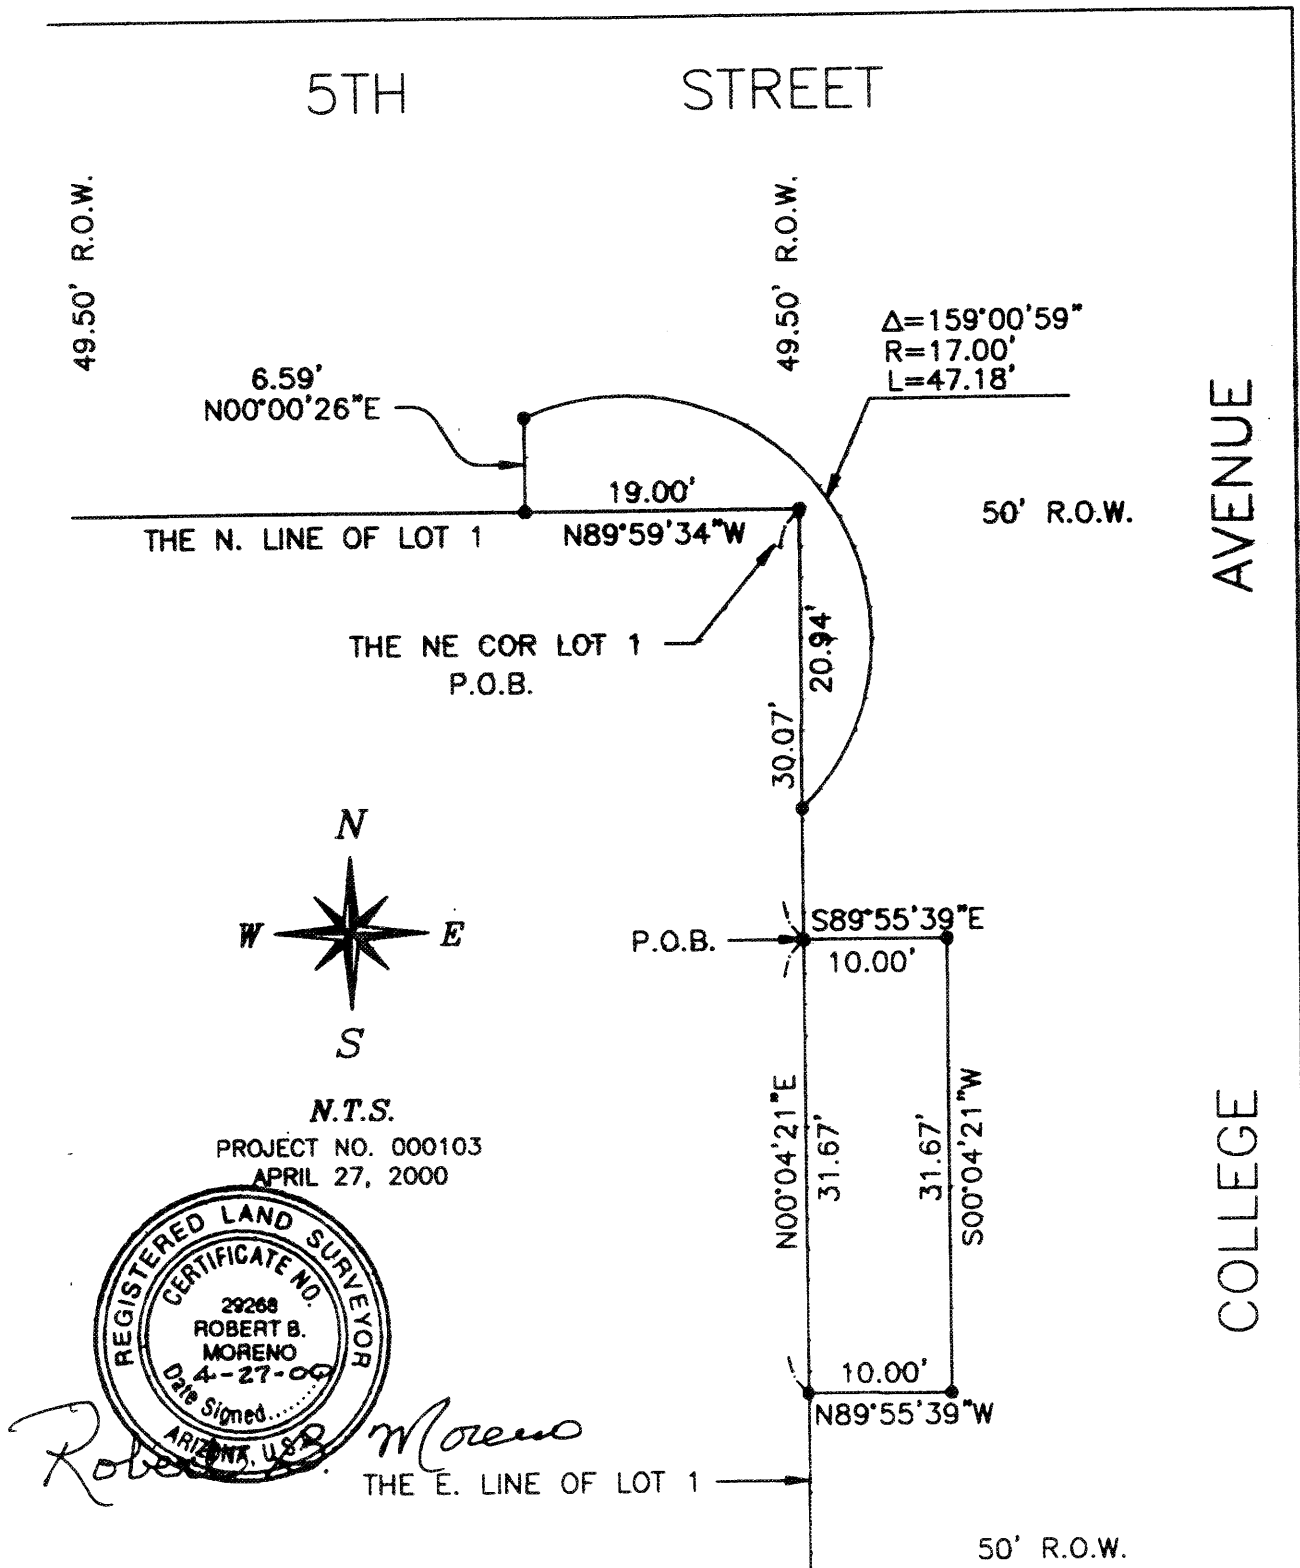 5TH STREET
49.50' R.O.W.
49.50' R.O.W.
Δ=159°00'59"
R=17.00'
L=47.18'
6.59'
N00°00'26"E
AVENUE
19.00'
50' R.O.W.
THE N. LINE OF LOT 1
N89°59'34"W
THE NE COR LOT 1
P.O.B.
20.94'
30.07'
N
W E
S
S89°55'39"E
P.O.B.
10.00'
N00°04'21"E
31.67'
31.67'
S00°04'21"W
COLLEGE
N.T.S.
PROJECT NO. 000103
APRIL 27, 2000
REGISTERED LAND SURVEYOR
CERTIFICATE NO.
29268
ROBERT B.
MORENO
4-27-00
Date Signed........
ARIZONA, U.S.A.
Robert B. Moreno
10.00'
N89°55'39"W
THE E. LINE OF LOT 1
50' R.O.W.